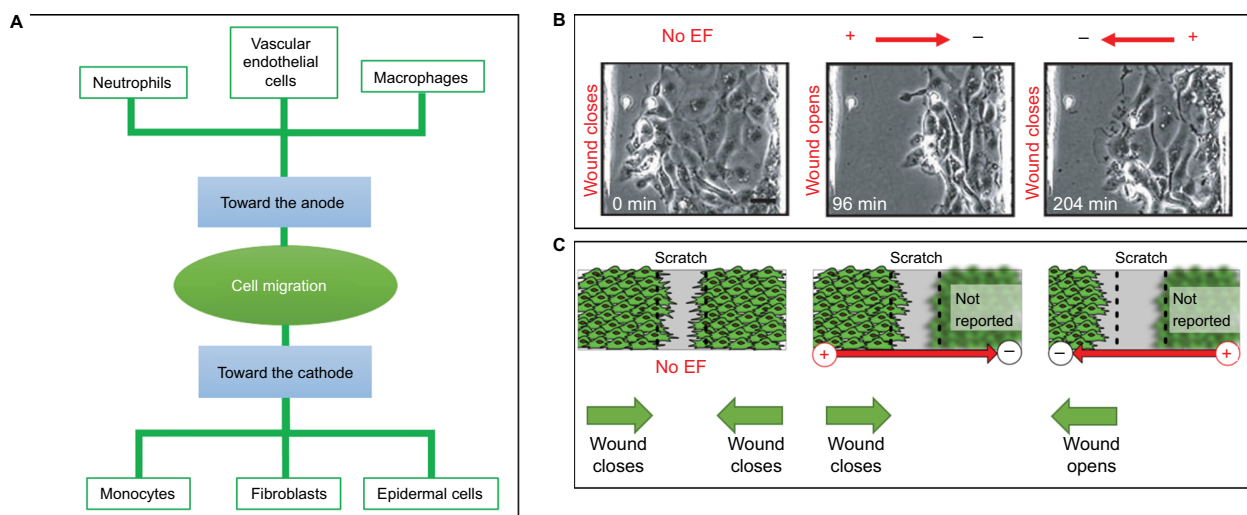 A
Neutrophils
Vascular
endothelial
cells
Macrophages
Toward the anode
Cell migration
Toward the cathode
Monocytes
Fibroblasts
Epidermal cells
B
No EF
+ –
– +
Wound closes
0 min
Wound opens
96 min
Wound closes
204 min
C
Scratch
No EF
Wound
closes
Wound
closes
Scratch
Not
reported
+ –
Wound
closes
Scratch
Not
reported
– +
Wound
opens